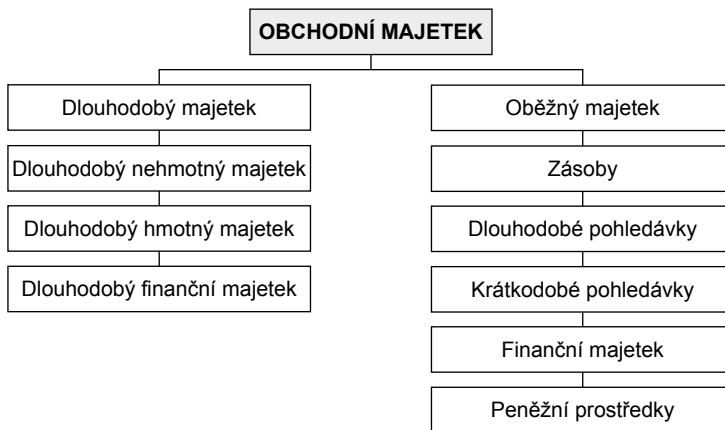 OBCHODNÍ MAJETEK
Dlouhodobý majetek
Dlouhodobý nehmotný majetek
Dlouhodobý hmotný majetek
Dlouhodobý finanční majetek
Oběžný majetek
Zásoby
Dlouhodobé pohledávky
Krátkodobé pohledávky
Finanční majetek
Peněžní prostředky